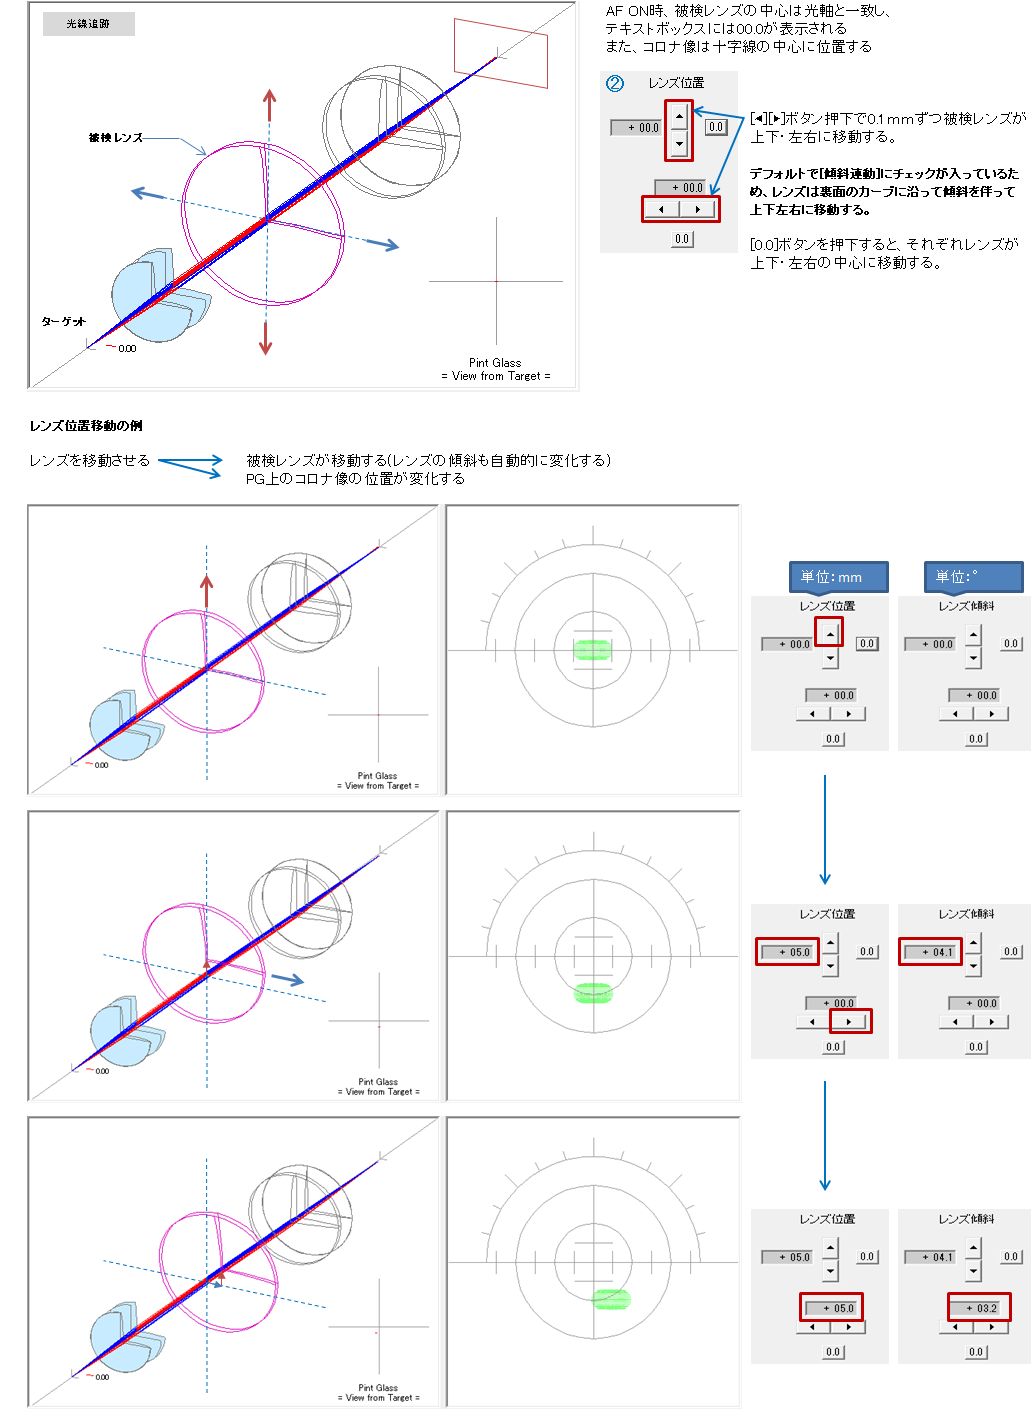 光線追跡
被検レンズ
ターゲット
0.00
Pint Glass
= View from Target =
AF ON時、被検レンズの中心は光軸と一致し、
テキストボックスには00.0が表示される
また、コロナ像は十字線の中心に位置する
② レンズ位置
+ 00.0
0.0
+ 00.0
0.0
[◀][▶]ボタン押下で0.1mmずつ被検レンズが
上下・左右に移動する。
デフォルトで[傾斜連動]にチェックが入っているた
め、レンズは裏面のカーブに沿って傾斜を伴って
上下左右に移動する。
[0.0]ボタンを押下すると、それぞれレンズが
上下・左右の中心に移動する。
レンズ位置移動の例
レンズを移動させる
被検レンズが移動する(レンズの傾斜も自動的に変化する)
PG上のコロナ像の位置が変化する
0.00
Pint Glass
= View from Target =
単位:mm
単位:°
レンズ位置
+ 00.0
0.0
+ 00.0
0.0
レンズ傾斜
+ 00.0
0.0
+ 00.0
0.0
0.00
Pint Glass
= View from Target =
レンズ位置
+ 05.0
0.0
+ 00.0
0.0
レンズ傾斜
+ 04.1
0.0
+ 00.0
0.0
0.00
Pint Glass
= View from Target =
レンズ位置
+ 05.0
0.0
+ 05.0
0.0
レンズ傾斜
+ 04.1
0.0
+ 03.2
0.0